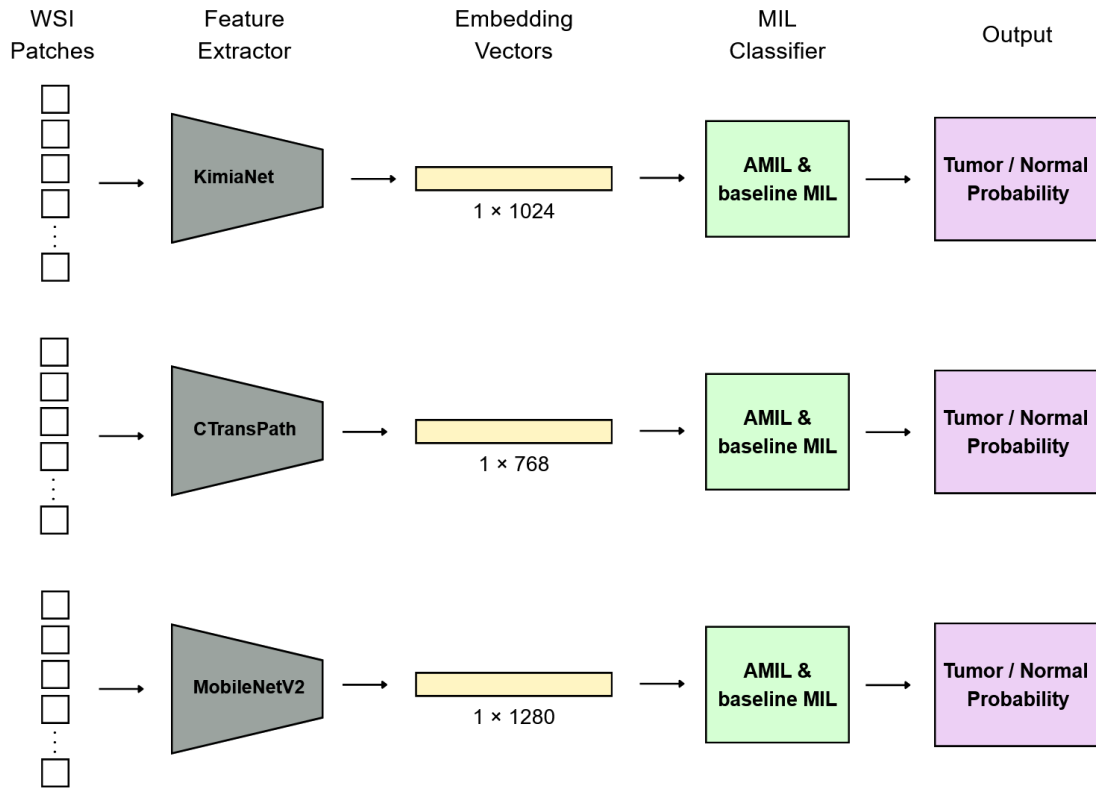 WSI
Patches
Feature
Extractor
Embedding
Vectors
MIL
Classifier
Output
KimiaNet
1 × 1024
AMIL &
baseline MIL
Tumor / Normal
Probability
CTransPath
1 × 768
AMIL &
baseline MIL
Tumor / Normal
Probability
MobileNetV2
1 × 1280
AMIL &
baseline MIL
Tumor / Normal
Probability